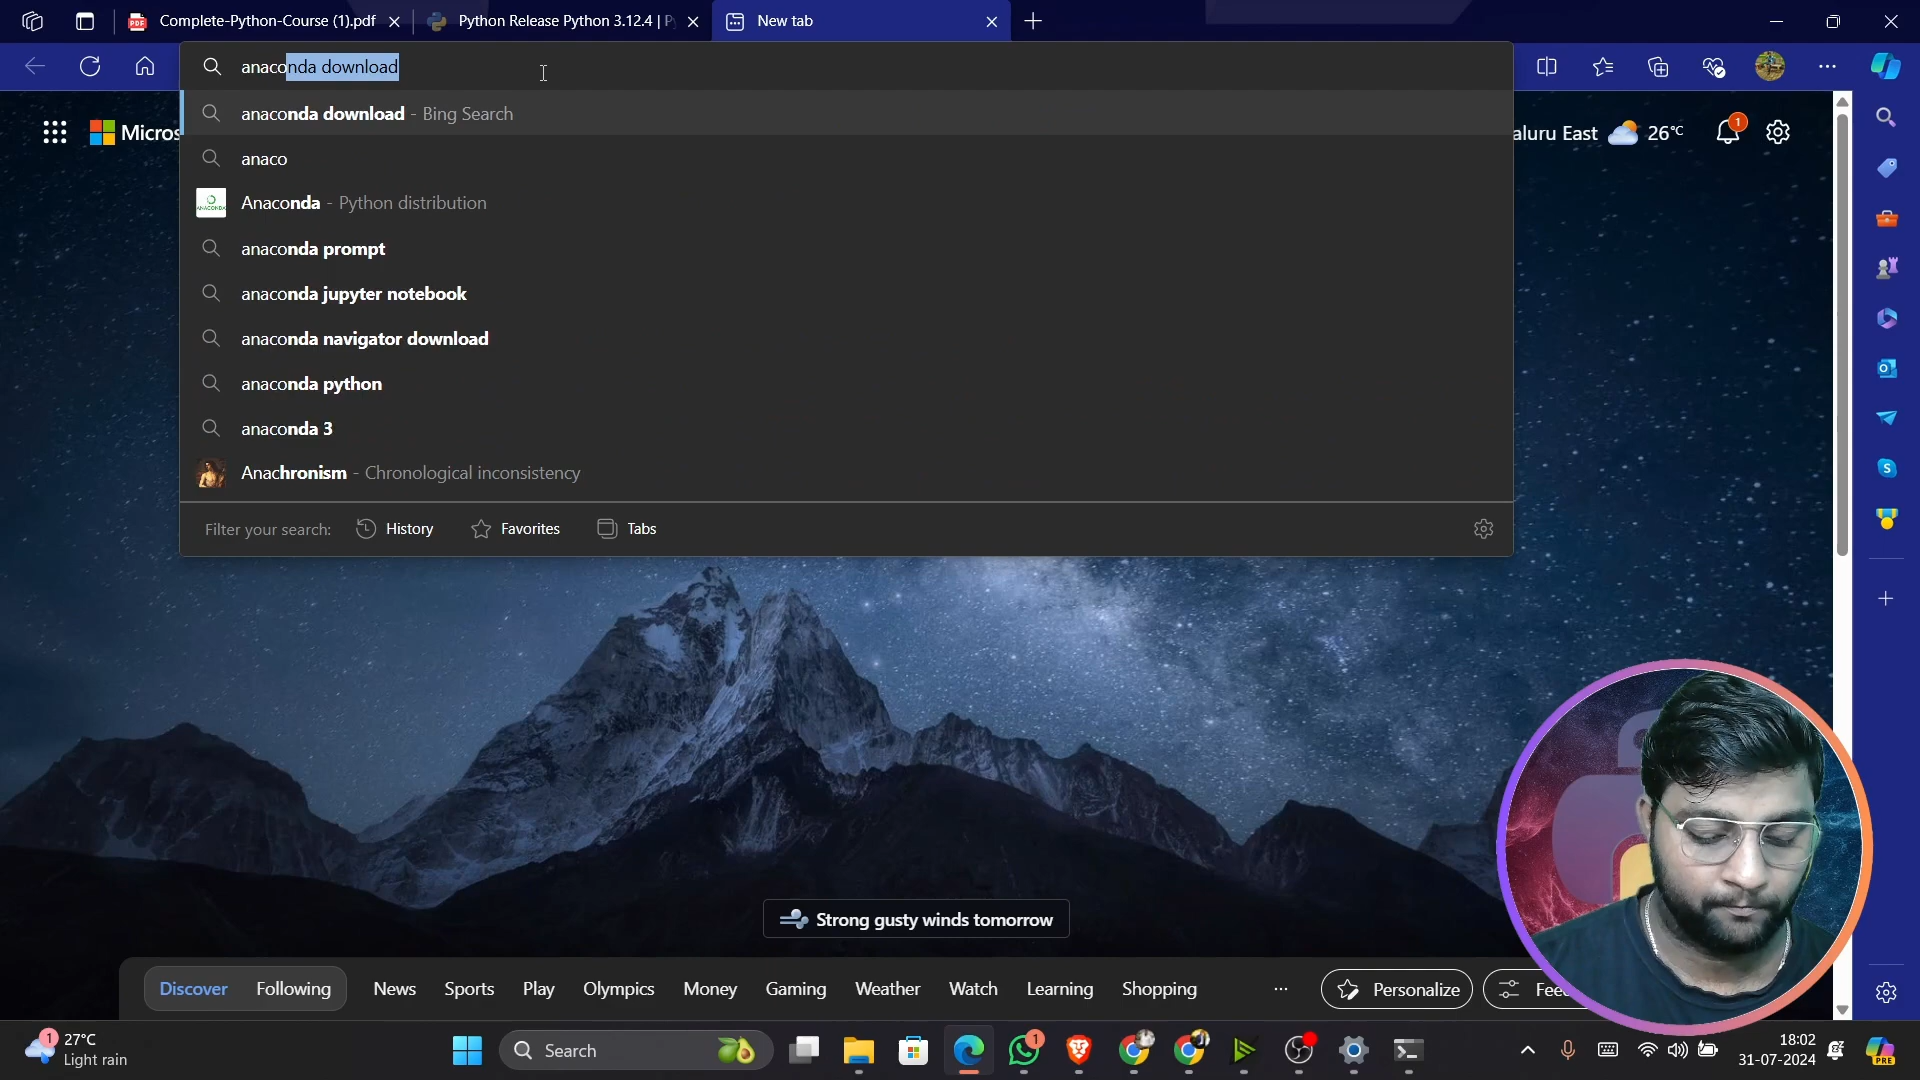 Complete-Python-Course (1).pdf
Python Release Python 3.12.4 | P
New tab
anaconda download
anaconda download - Bing Search
anaco
Anaconda - Python distribution
anaconda prompt
anaconda jupyter notebook
anaconda navigator download
anaconda python
anaconda 3
Anachronism - Chronological inconsistency
Filter your search: History Favorites Tabs
Micros
aluru East 26°C 1
Strong gusty winds tomorrow
Discover Following News Sports Play Olympics Money Gaming Weather Watch Learning Shopping ... Personalize Fee
1 27°C
Light rain
Search
1
18:02
31-07-2024
PRE